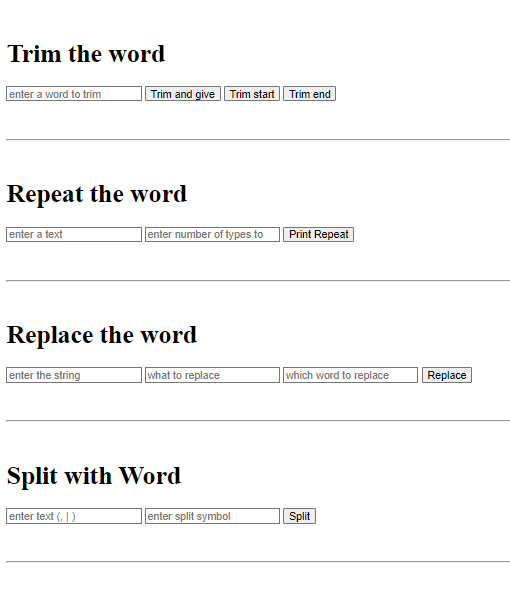 Trim the word
enter a word to trim Trim and give Trim start Trim end
Repeat the word
enter a text enter number of types to Print Repeat
Replace the word
enter the string what to replace which word to replace Replace
Split with Word
enter text (, | ) enter split symbol Split